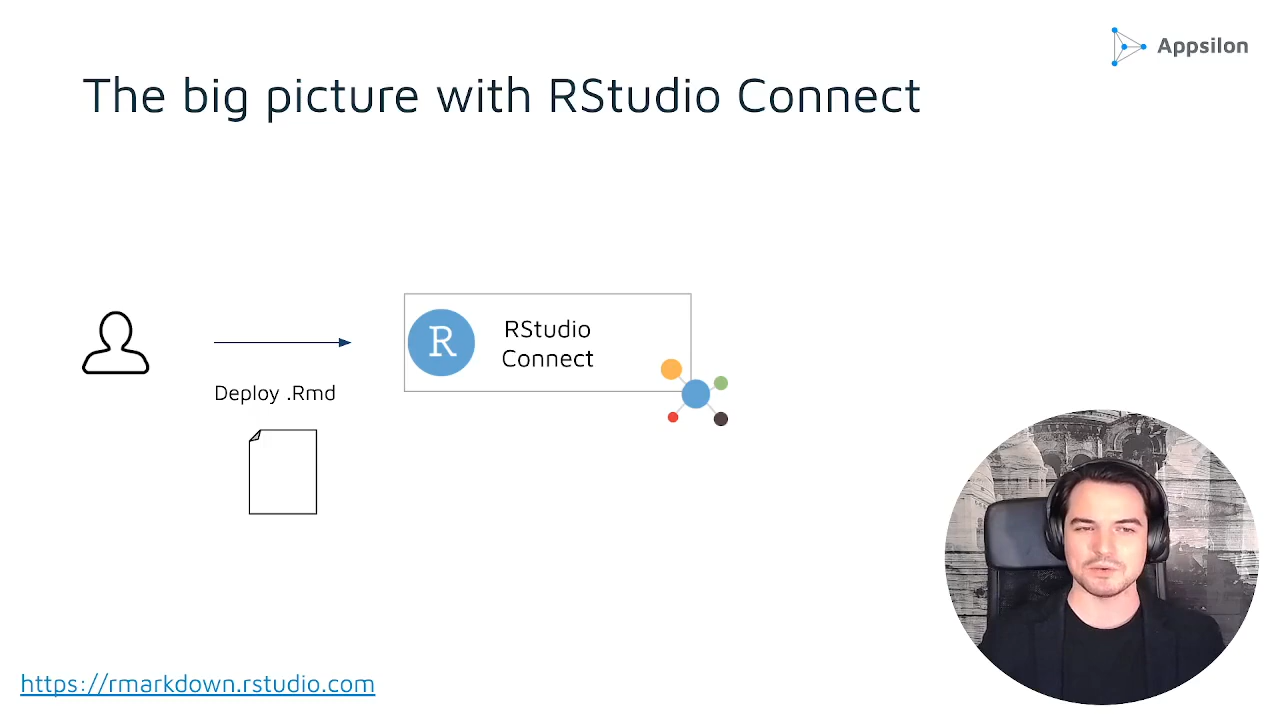 Appsilon
The big picture with RStudio Connect
R
RStudio
Connect
Deploy .Rmd
https://rmarkdown.rstudio.com